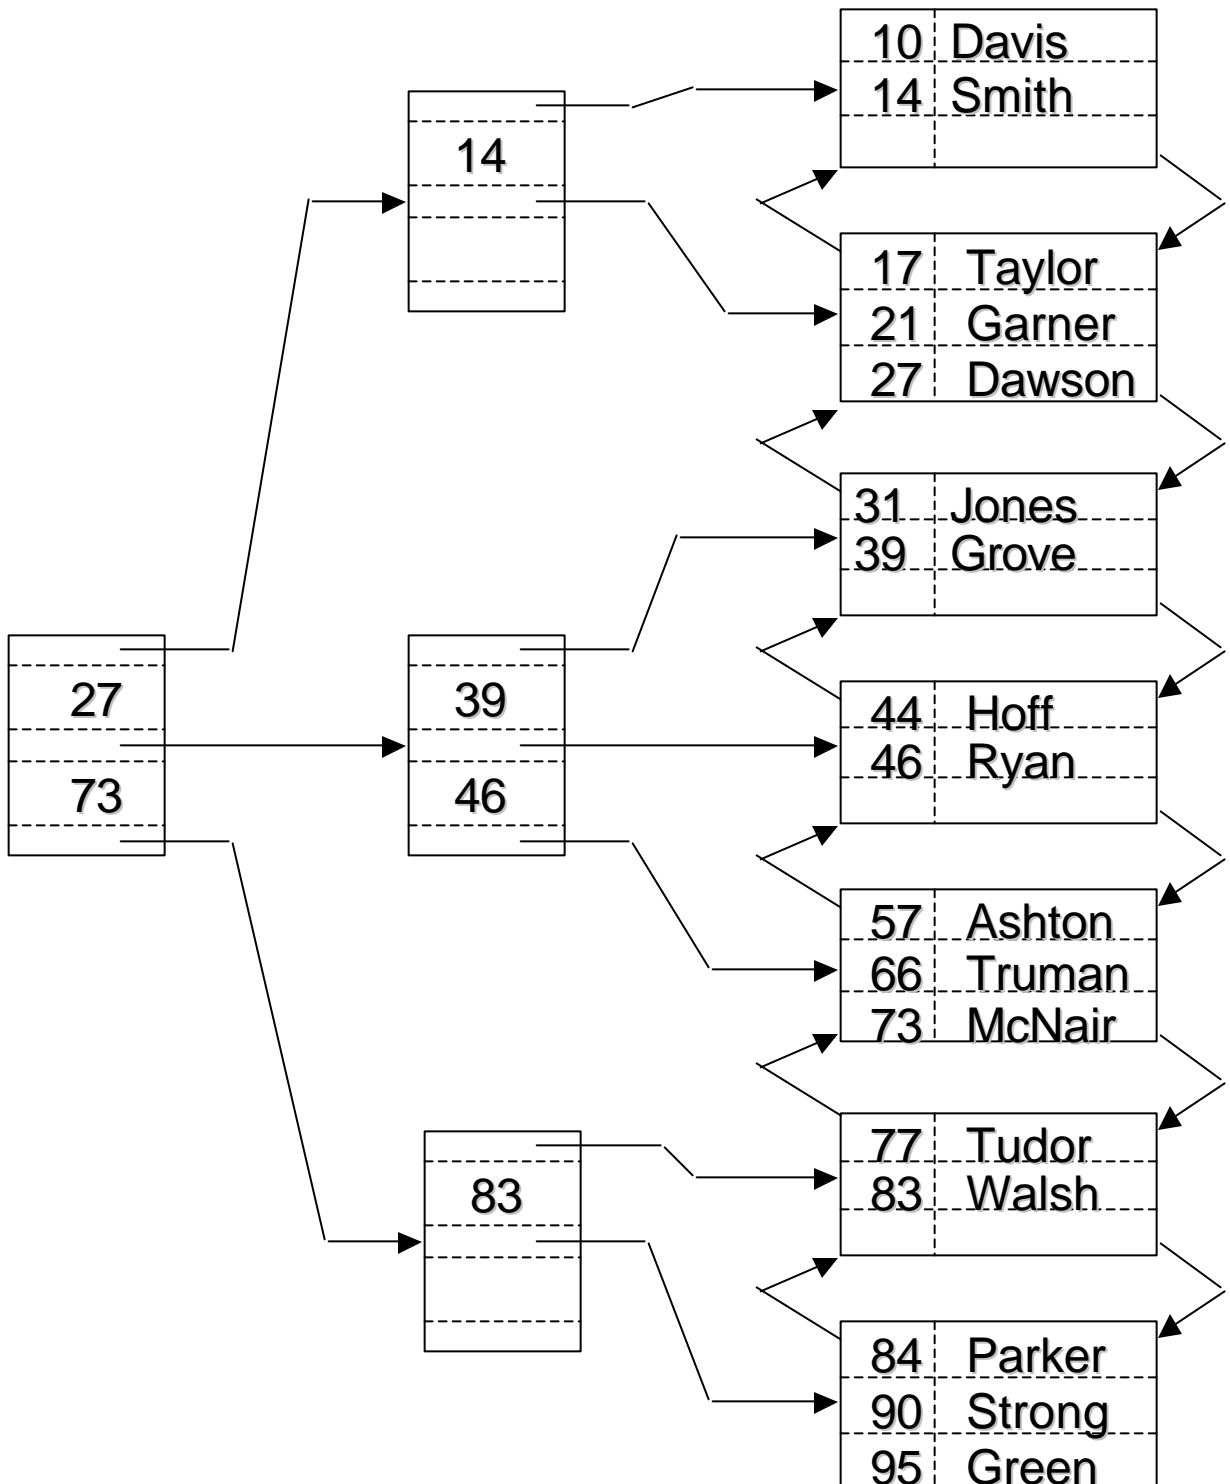 27
73
14
39
46
83
10 Davis
14 Smith
17 Taylor
21 Garner
27 Dawson
31 Jones
39 Grove
44 Hoff
46 Ryan
57 Ashton
66 Truman
73 McNair
77 Tudor
83 Walsh
84 Parker
90 Strong
95 Green